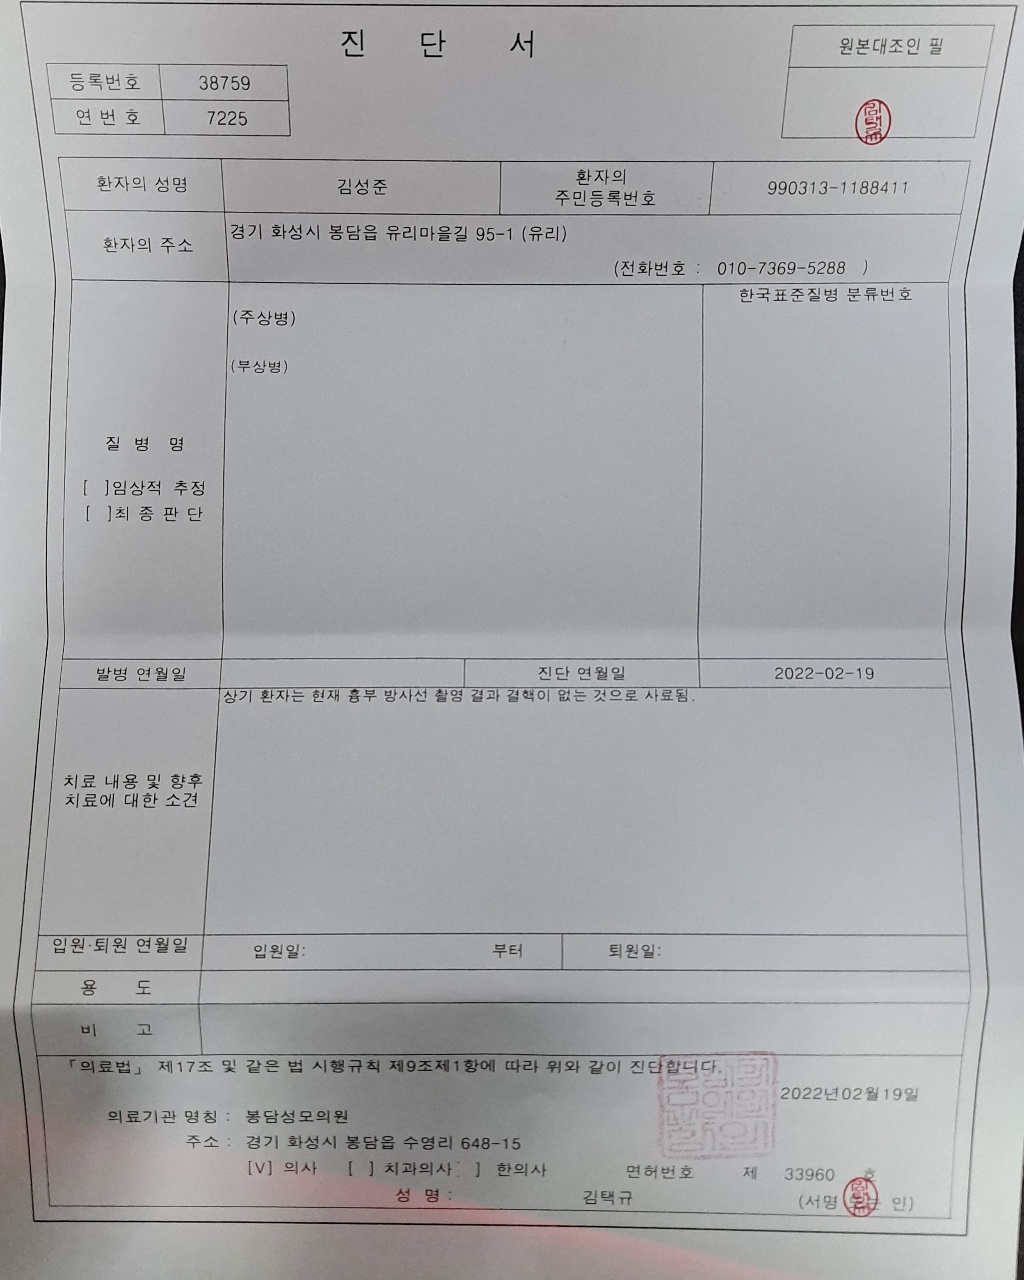 진 단 서
원본대조인 필
등록번호 38759
연 번 호 7225
환자의 성명 김성준 환자의 주민등록번호 990313-1188411
환자의 주소 경기 화성시 봉담읍 유리마을길 95-1 (유리)
(전화번호 : 010-7369-5288 )
한국표준질병 분류번호
(주상병)
(부상병)
질 병 명
[ ]임상적 추정
[ ]최 종 판 단
발병 연월일 진단 연월일 2022-02-19
상기 환자는 현재 흉부 방사선 촬영 결과 결핵이 없는 것으로 사료됨.
치료 내용 및 향후
치료에 대한 소견
입원·퇴원 연월일 입원일: 부터 퇴원일:
용 도
비 고
「의료법」 제17조 및 같은 법 시행규칙 제9조제1항에 따라 위와 같이 진단합니다.
2022년02월19일
의료기관 명칭 : 봉담성모의원
주소 : 경기 화성시 봉담읍 수영리 648-15
[V] 의사 [ ] 치과의사 [ ] 한의사 면허번호 제 33960 호
성 명 : 김택규 (서명 또는 인)